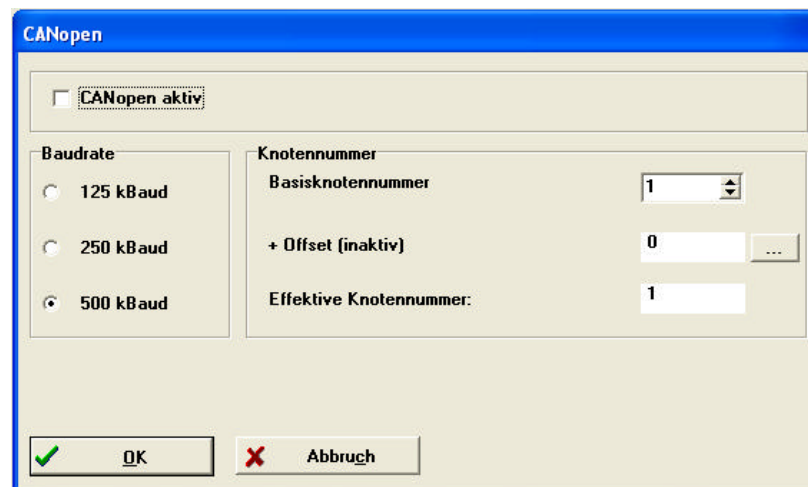 CANopen
CANopen aktiv
Baudrate
125 kBaud
250 kBaud
500 kBaud
Knotennummer
Basisknotennummer 1
+ Offset (inaktiv) 0 ...
Effektive Knotennummer: 1
OK Abbruch